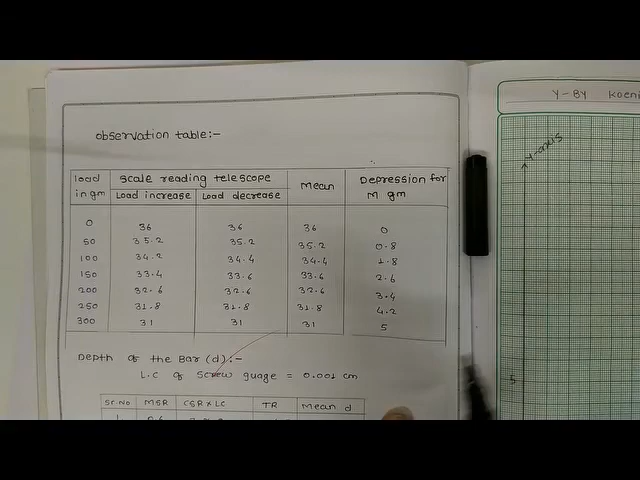 observation table:-
Load in gm | Scale reading telescope | Mean | Depression for M gm
Load increase | Load decrease
0 | 36 | 36 | 36 | 0
50 | 35.2 | 35.2 | 35.2 | 0.8
100 | 34.2 | 34.4 | 34.4 | 1.8
150 | 33.4 | 33.6 | 33.6 | 2.6
200 | 32.6 | 32.6 | 32.6 | 3.4
250 | 31.8 | 31.8 | 31.8 | 4.2
300 | 31 | 31 | 31 | 5
Depth of the Bar (d):-
L.C of Screw guage = 0.001 cm
Sr.No | MSR | CSR x LC | TR | Mean d
Y-BY Koeni
Y-axis
5